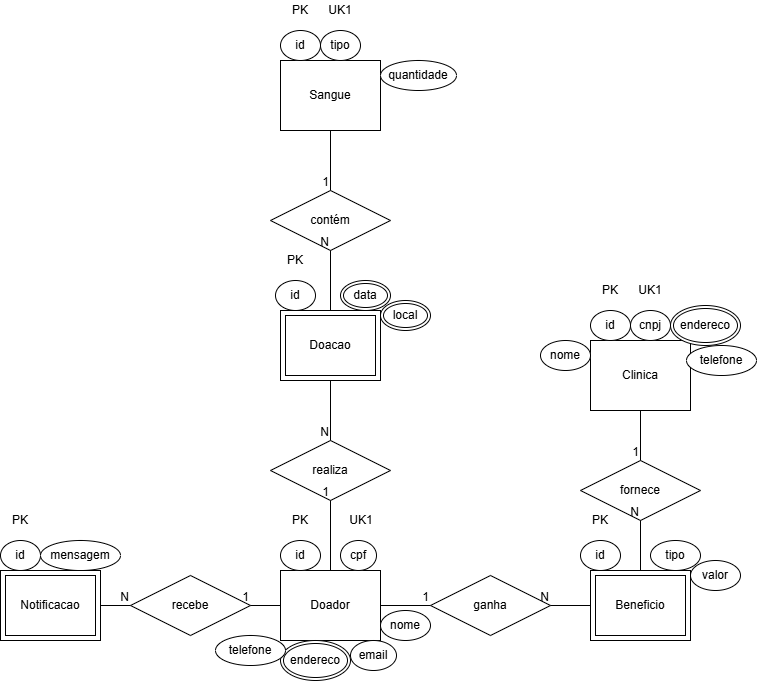 PK UK1
id tipo
quantidade
Sangue
1
contém
N
PK
id data
local
Doacao
PK UK1
id cnpj endereco
nome telefone
Clinica
N
realiza
1
1
fornece
N
PK PK UK1 PK
id mensagem id cpf id tipo
valor
Notificacao N recebe 1 Doador 1 ganha N Beneficio
nome
telefone endereco email